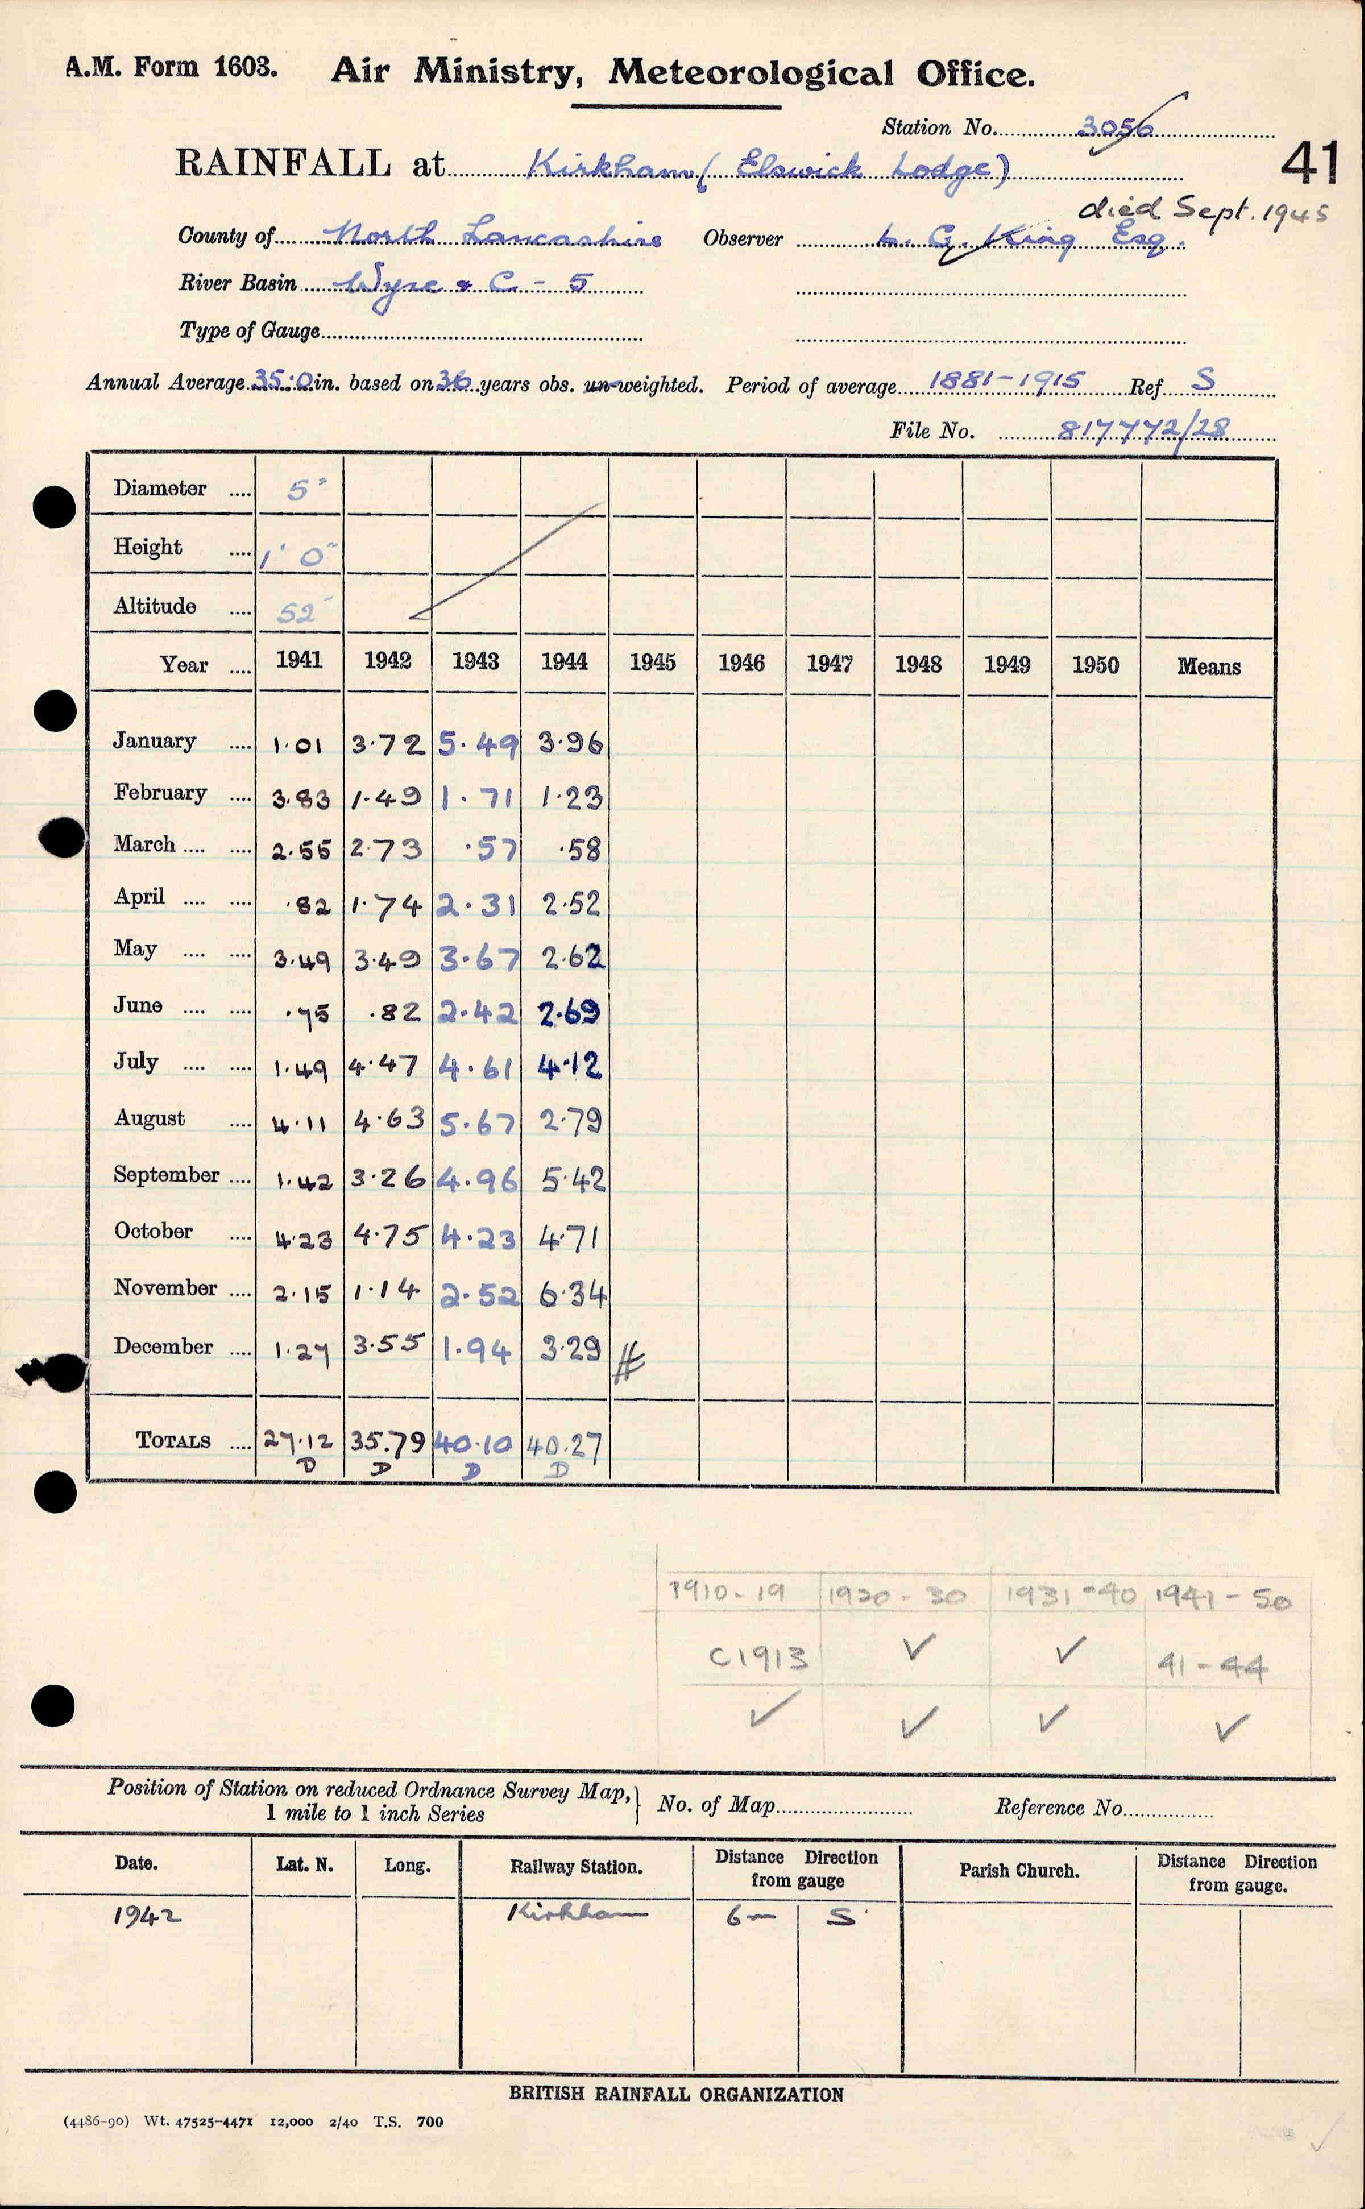 A.M. Form 1603. Air Ministry, Meteorological Office.
Station No. 3056
41
RAINFALL at Kirkham (Elswick Lodge)
died Sept. 1945
County of North Lancashire Observer L. G. King Esq.
River Basin Wyre & C - 5
Type of Gauge
Annual Average 35.0 in. based on 36 years obs. un-weighted. Period of average 1881-1915 Ref S
File No. 817772/28
Diameter .... 5"
Height .... 1' 0"
Altitude .... 52'
Year .... 1941 1942 1943 1944 1945 1946 1947 1948 1949 1950 Means
January .... 1.01 3.72 5.49 3.96
February .... 3.83 1.49 1.71 1.23
March .... .... 2.55 2.73 .57 .58
April .... .... .82 1.74 2.31 2.52
May .... .... 3.49 3.49 3.67 2.62
June .... .... .75 .82 2.42 2.69
July .... .... 1.49 4.47 4.61 4.12
August .... 4.11 4.63 5.67 2.79
September .... 1.42 3.26 4.96 5.42
October .... 4.23 4.75 4.23 4.71
November .... 2.15 1.14 2.52 6.34
December .... 1.27 3.55 1.94 3.29 #
TOTALS .... 27.12 35.79 40.10 40.27
D D D D
1910-19 1920-30 1931-40 1941-50
C1913 ✓ ✓ 41-44
✓ ✓ ✓ ✓
Position of Station on reduced Ordnance Survey Map, } No. of Map Reference No.
1 mile to 1 inch Series
Date. Lat. N. Long. Railway Station. Distance Direction from gauge Parish Church. Distance Direction from gauge.
1942 Kirkham 6m S
BRITISH RAINFALL ORGANIZATION
(4486-90) Wt. 47525-4471 12,000 2/40 T.S. 700